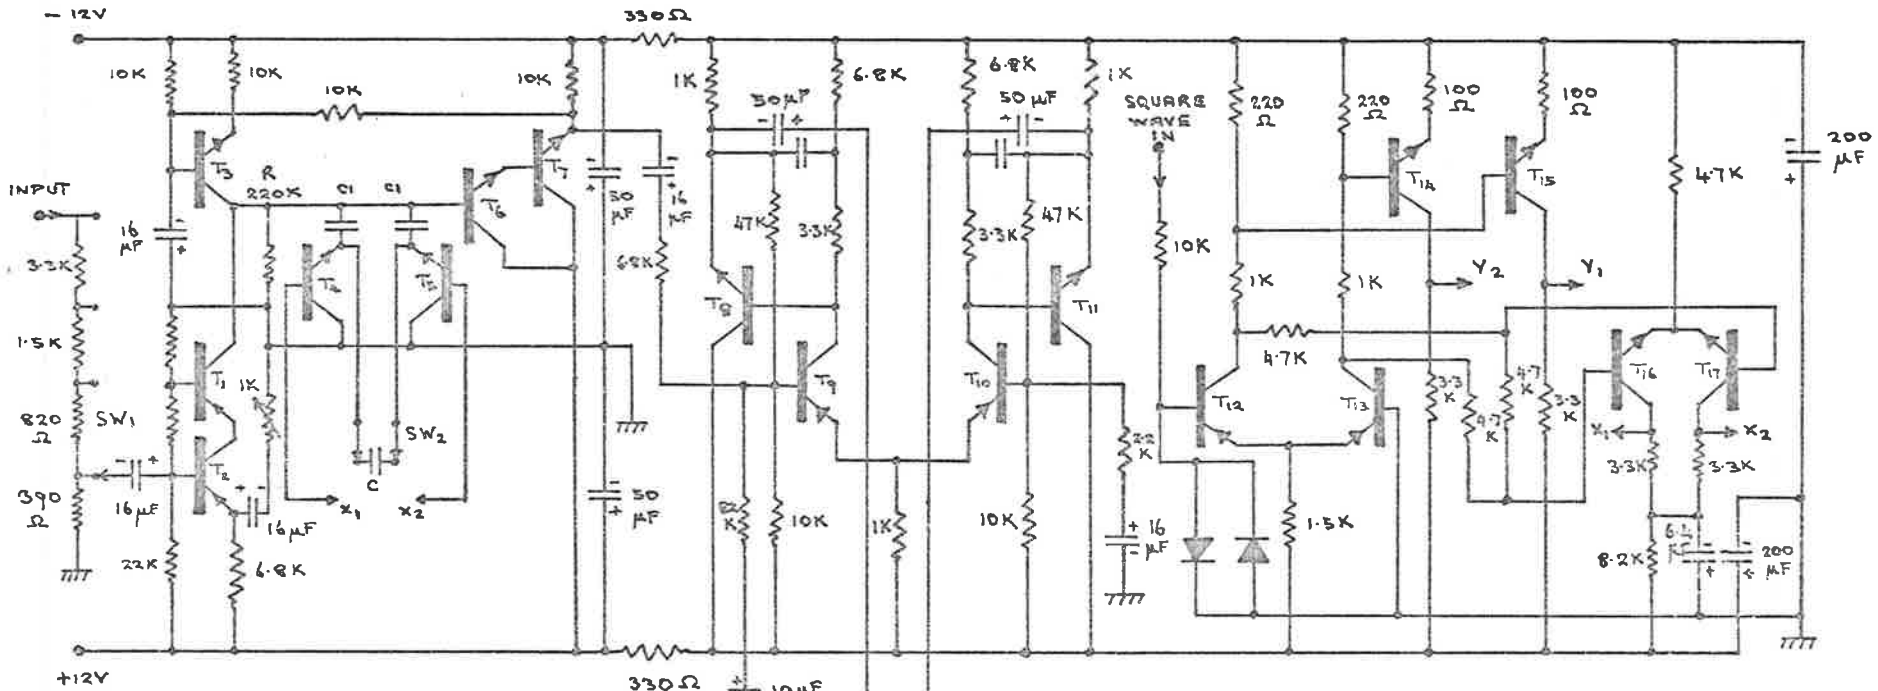 - 12V
330Ω
10K
10K
10K
10K
1K
6.8K
6.8K
1K
50µF
- +
50µF
+ -
SQUARE
WAVE
IN
220
Ω
220
Ω
100
Ω
100
Ω
200
µF
-
+
INPUT
T3
R
220K
C1
C1
T6
T7
-
+
50
µF
-
+
16
µF
16
µF
-
+
47K
3.3K
3.3K
47K
10K
T14
T15
4.7K
3.3K
6.8K
1K
1K
Y2
Y1
T11
1.5K
T1
1K
T9
T10
4.7K
T12
T13
3.3
K
4.7
K
4.7
K
3.3
K
T16
T17
X1
X2
820
Ω
SW1
SW2
T2
- +
16µF
+ -
16µF
C
X1
X2
3.3K
3.3K
390
Ω
50
µF
-
+
10K
1K
10K
+
-
16
µF
1.5K
22K
6.8K
8.2K
-
+
-
+
200
µF
+12V
330Ω
+
10µF